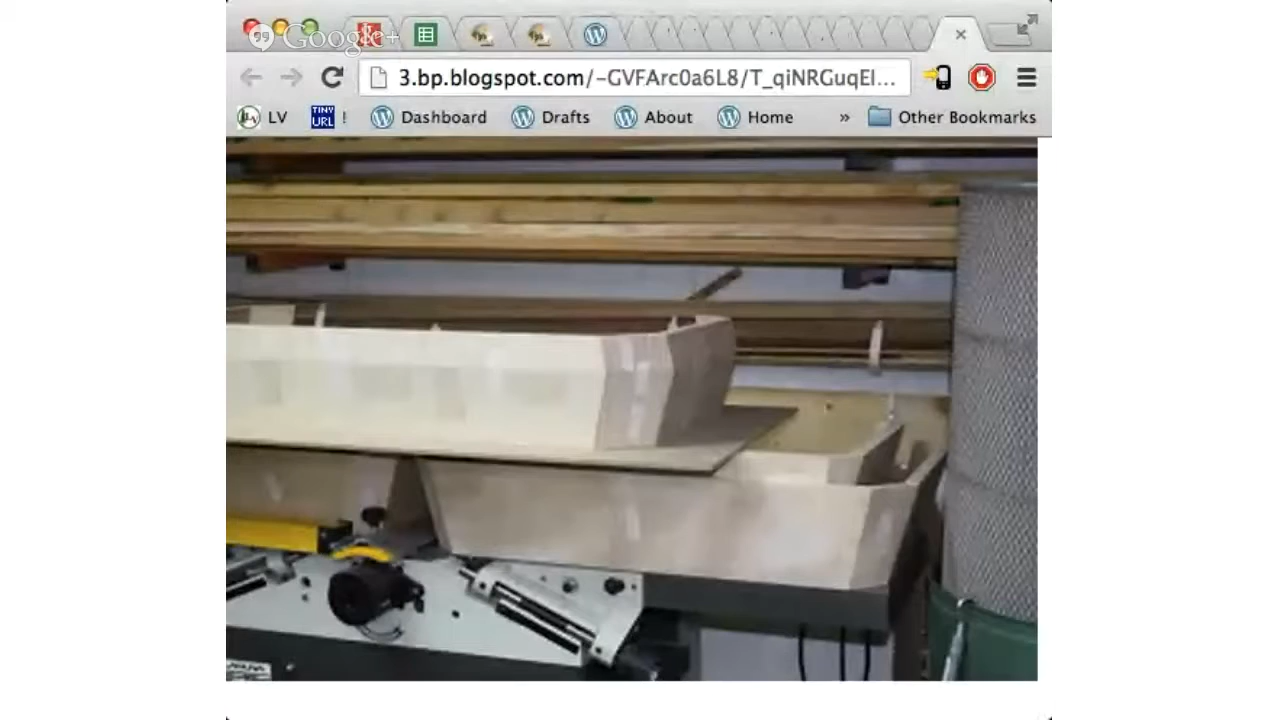 Google+
3.bp.blogspot.com/-GVFArc0a6L8/T_qiNRGuqEI...
LV
TINY URL ! Dashboard Drafts About Home » Other Bookmarks